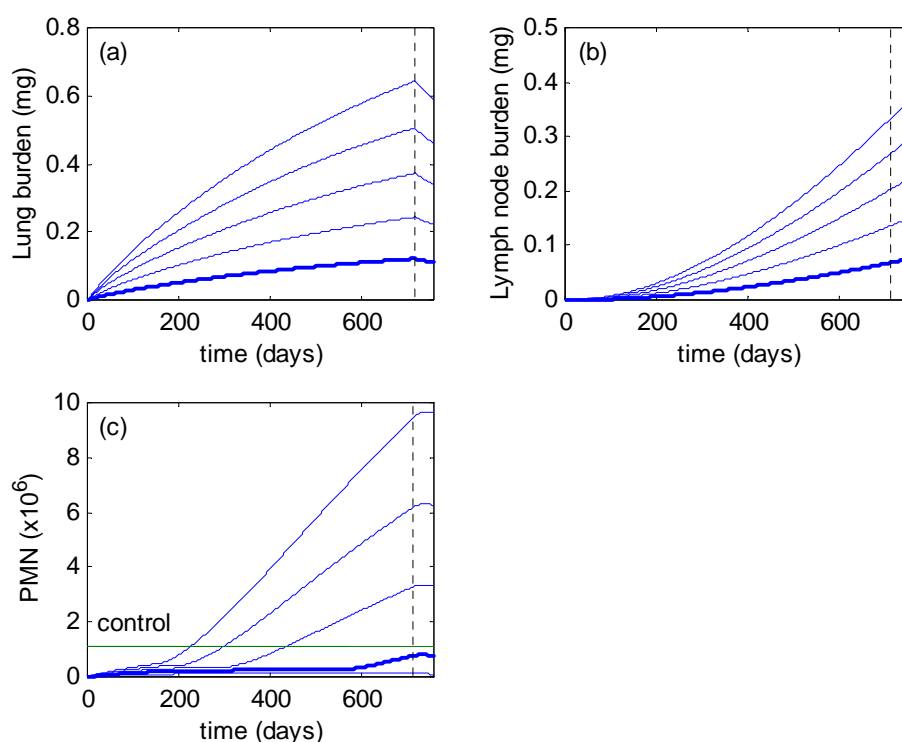 (a)
Lung burden (mg)
0.8
0.6
0.4
0.2
0
0 200 400 600
time (days)
(b)
Lymph node burden (mg)
0.5
0.4
0.3
0.2
0.1
0
0 200 400 600
time (days)
(c)
PMN (x10⁶)
10
8
6
4
2
0
control
0 200 400 600
time (days)